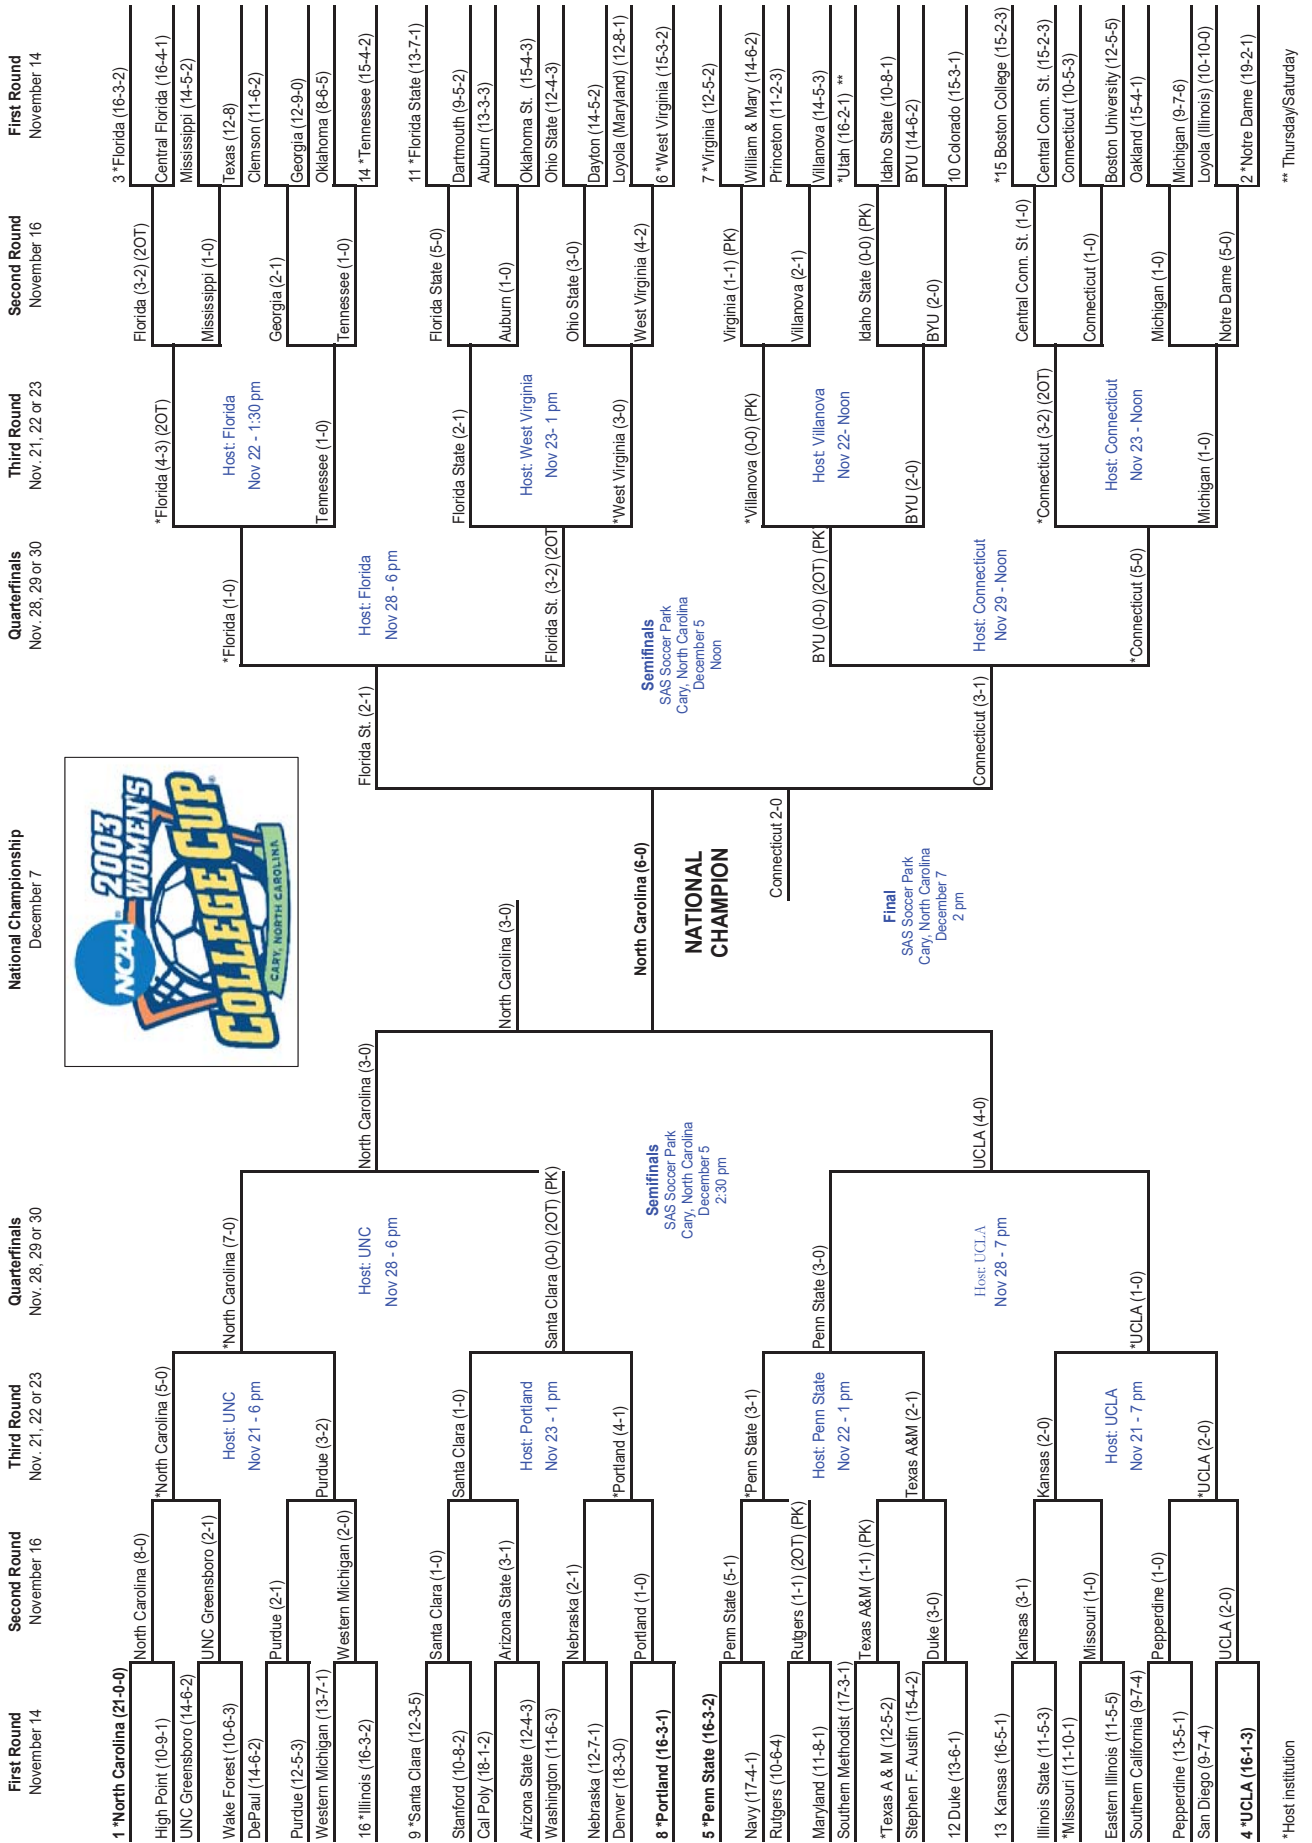 First Round
November 14
Second Round
November 16
Third Round
Nov. 21, 22 or 23
Quarterfinals
Nov. 28, 29 or 30
National Championship
December 7
Quarterfinals
Nov. 28, 29 or 30
Third Round
Nov. 21, 22 or 23
Second Round
November 16
First Round
November 14
1 *North Carolina (21-0-0)
High Point (10-9-1)
UNC Greensboro (14-6-2)
Wake Forest (10-6-3)
DePaul (14-6-2)
Purdue (12-5-3)
Western Michigan (13-7-1)
16 *Illinois (16-3-2)
9 *Santa Clara (12-3-5)
Stanford (10-8-2)
Cal Poly (18-1-2)
Arizona State (12-4-3)
Washington (11-6-3)
Nebraska (12-7-1)
Denver (18-3-0)
8 *Portland (16-3-1)
5 *Penn State (16-3-2)
Navy (17-4-1)
Rutgers (10-6-4)
Maryland (11-8-1)
Southern Methodist (17-3-1)
*Texas A & M (12-5-2)
Stephen F. Austin (15-4-2)
12 Duke (13-6-1)
13 Kansas (16-5-1)
Illinois State (11-5-3)
*Missouri (11-10-1)
Eastern Illinois (11-5-5)
Southern California (9-7-4)
Pepperdine (13-5-1)
San Diego (9-7-4)
4 *UCLA (16-1-3)
*Host institution
North Carolina (8-0)
UNC Greensboro (2-1)
Purdue (2-1)
Western Michigan (2-0)
Santa Clara (1-0)
Arizona State (3-1)
Nebraska (2-1)
Portland (1-0)
Penn State (5-1)
Rutgers (1-1) (2OT) (PK)
Texas A&M (1-1) (PK)
Duke (3-0)
Kansas (3-1)
Missouri (1-0)
Pepperdine (1-0)
UCLA (2-0)
*North Carolina (5-0)
Host: UNC
Nov 21 - 6 pm
Purdue (3-2)
Santa Clara (1-0)
Host: Portland
Nov 23 - 1 pm
*Portland (4-1)
*Penn State (3-1)
Host: Penn State
Nov 22 - 1 pm
Texas A&M (2-1)
Kansas (2-0)
Host: UCLA
Nov 21 - 7 pm
*UCLA (2-0)
*North Carolina (7-0)
Host: UNC
Nov 28 - 6 pm
Santa Clara (0-0) (2OT) (PK)
Penn State (3-0)
Host: UCLA
Nov 28 - 7 pm
*UCLA (1-0)
North Carolina (3-0)
Semifinals
SAS Soccer Park
Cary, North Carolina
December 5
2:30 pm
UCLA (4-0)
NCAA
2003
WOMEN'S
COLLEGE CUP
CARY, NORTH CAROLINA
North Carolina (3-0)
North Carolina (6-0)
NATIONAL
CHAMPION
Connecticut 2-0
Final
SAS Soccer Park
Cary, North Carolina
December 7
2 pm
Florida St. (2-1)
Semifinals
SAS Soccer Park
Cary, North Carolina
December 5
Noon
Connecticut (3-1)
*Florida (1-0)
Host: Florida
Nov 28 - 6 pm
Florida St. (3-2) (2OT
BYU (0-0) (2OT) (PK
Host: Connecticut
Nov 29 - Noon
*Connecticut (5-0)
*Florida (4-3) (2OT)
Host: Florida
Nov 22 - 1:30 pm
Tennessee (1-0)
Florida State (2-1)
Host: West Virginia
Nov 23- 1 pm
*West Virginia (3-0)
*Villanova (0-0) (PK)
Host: Villanova
Nov 22- Noon
BYU (2-0)
*Connecticut (3-2) (2OT)
Host: Connecticut
Nov 23 - Noon
Michigan (1-0)
Florida (3-2) (2OT)
Mississippi (1-0)
Georgia (2-1)
Tennessee (1-0)
Florida State (5-0)
Auburn (1-0)
Ohio State (3-0)
West Virginia (4-2)
Virginia (1-1) (PK)
Villanova (2-1)
Idaho State (0-0) (PK)
BYU (2-0)
Central Conn. St. (1-0)
Connecticut (1-0)
Michigan (1-0)
Notre Dame (5-0)
3 *Florida (16-3-2)
Central Florida (16-4-1)
Mississippi (14-5-2)
Texas (12-8)
Clemson (11-6-2)
Georgia (12-9-0)
Oklahoma (8-6-5)
14 *Tennessee (15-4-2)
11 *Florida State (13-7-1)
Dartmouth (9-5-2)
Auburn (13-3-3)
Oklahoma St. (15-4-3)
Ohio State (12-4-3)
Dayton (14-5-2)
Loyola (Maryland) (12-8-1)
6 *West Virginia (15-3-2)
7 *Virginia (12-5-2)
William & Mary (14-6-2)
Princeton (11-2-3)
Villanova (14-5-3)
*Utah (16-2-1) **
Idaho State (10-8-1)
BYU (14-6-2)
10 Colorado (15-3-1)
*15 Boston College (15-2-3)
Central Conn. St. (15-2-3)
Connecticut (10-5-3)
Boston University (12-5-5)
Oakland (15-4-1)
Michigan (9-7-6)
Loyola (Illinois) (10-10-0)
2 *Notre Dame (19-2-1)
** Thursday/Saturday